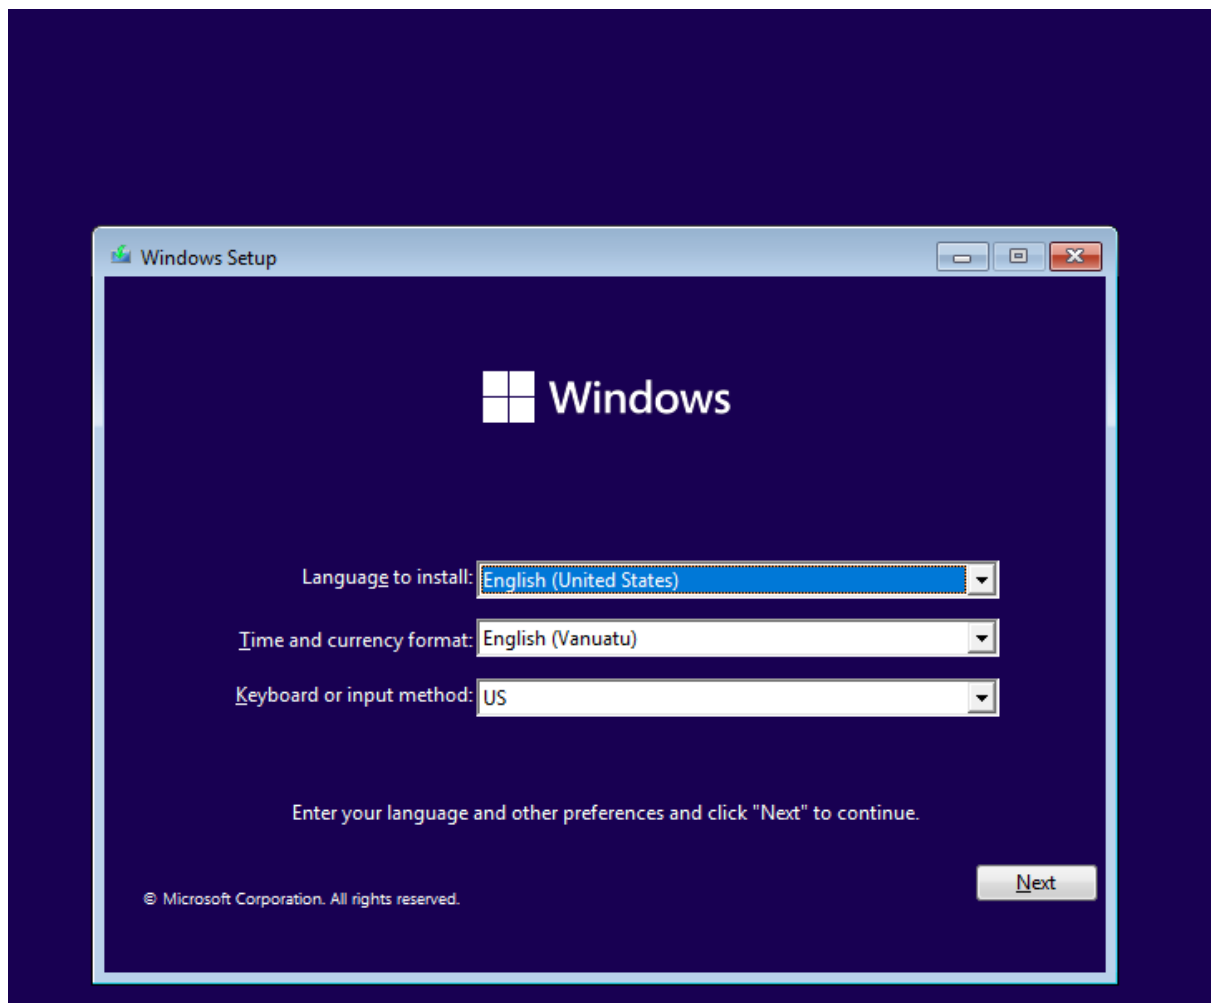 Windows Setup
Windows
Language to install: English (United States)
Time and currency format: English (Vanuatu)
Keyboard or input method: US
Enter your language and other preferences and click "Next" to continue.
Next
© Microsoft Corporation. All rights reserved.